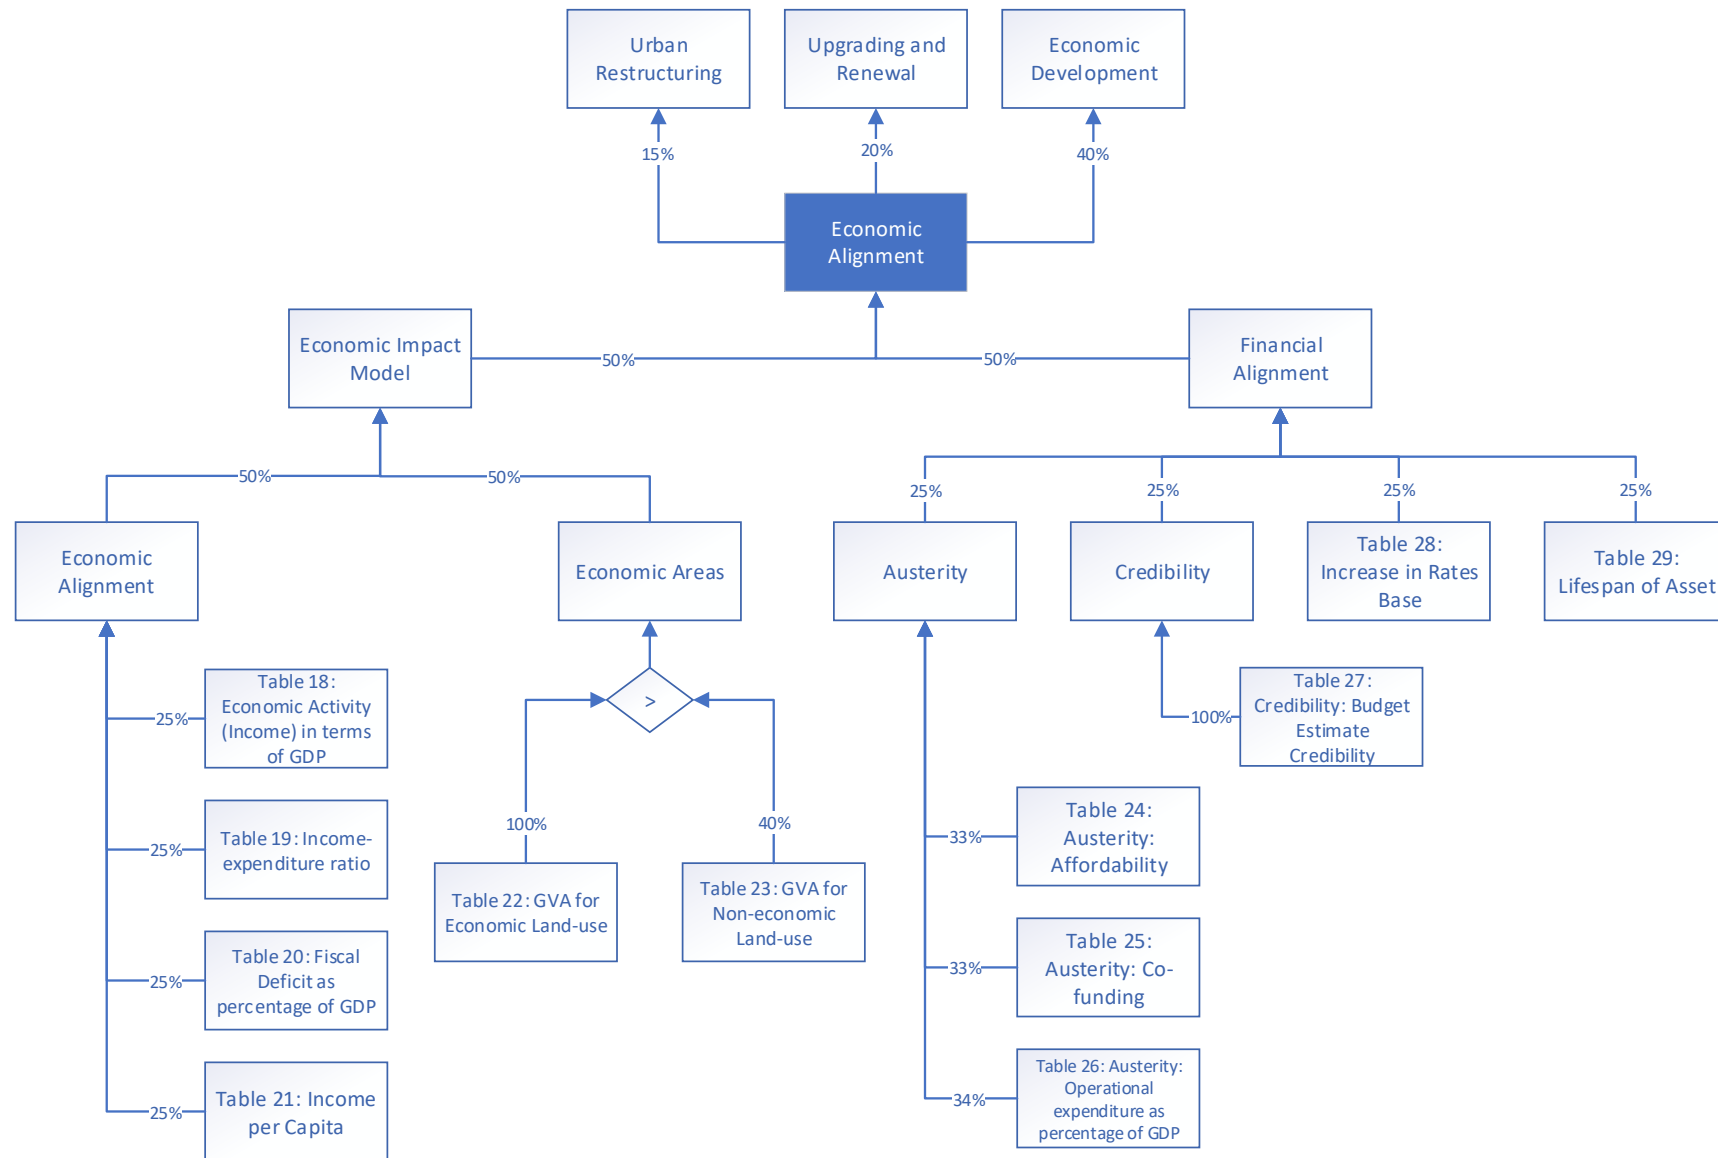 Urban
Restructuring
Upgrading and
Renewal
Economic
Development
15%
20%
40%
Economic
Alignment
Economic Impact
Model
50%
50%
Financial
Alignment
50%
50%
25%
25%
25%
25%
Economic
Alignment
Economic Areas
Austerity
Credibility
Table 28:
Increase in Rates
Base
Table 29:
Lifespan of Asset
25%
Table 18:
Economic Activity
(Income) in terms
of GDP
>
100%
Table 27:
Credibility: Budget
Estimate
Credibility
25%
Table 19: Income-
expenditure ratio
100%
40%
33%
Table 24:
Austerity:
Affordability
Table 22: GVA for
Economic Land-use
Table 23: GVA for
Non-economic
Land-use
25%
Table 20: Fiscal
Deficit as
percentage of GDP
33%
Table 25:
Austerity: Co-
funding
25%
Table 21: Income
per Capita
34%
Table 26: Austerity:
Operational
expenditure as
percentage of GDP